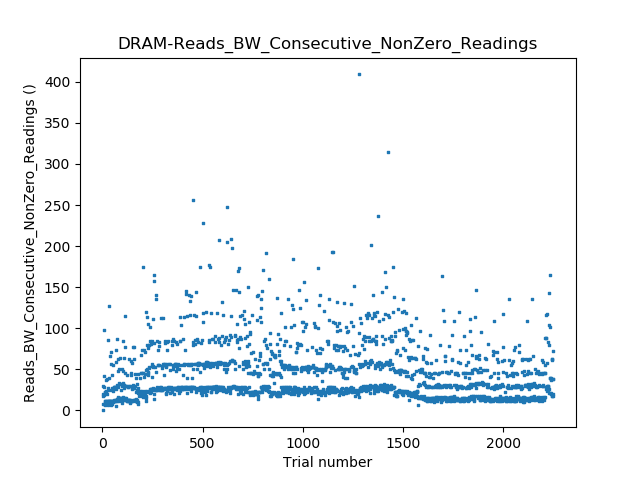 DRAM-Reads_BW_Consecutive_NonZero_Readings
Reads_BW_Consecutive_NonZero_Readings ()
400
350
300
250
200
150
100
50
0
0 500 1000 1500 2000
Trial number